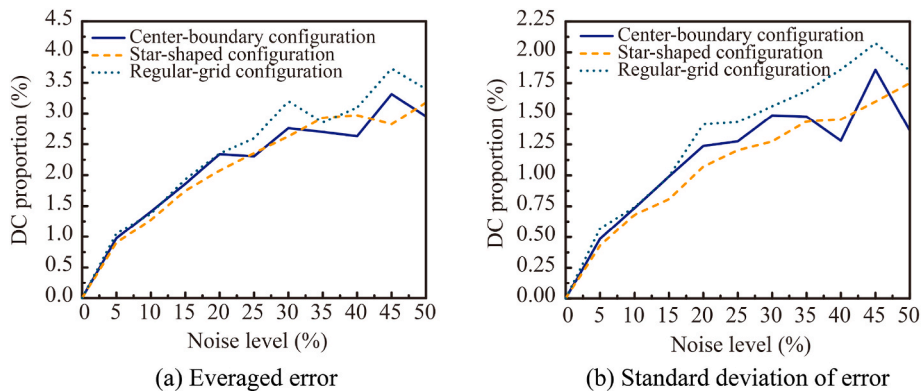 4.5
4.0
3.5
3.0
2.5
2.0
1.5
1.0
0.5
0.0
DC proportion (%)
Center-boundary configuration
Star-shaped configuration
Regular-grid configuration
0 5 10 15 20 25 30 35 40 45 50
Noise level (%)
(a) Everaged error
2.25
2.00
1.75
1.50
1.25
1.00
0.75
0.50
0.25
0.00
DC proportion (%)
Center-boundary configuration
Star-shaped configuration
Regular-grid configuration
0 5 10 15 20 25 30 35 40 45 50
Noise level (%)
(b) Standard deviation of error